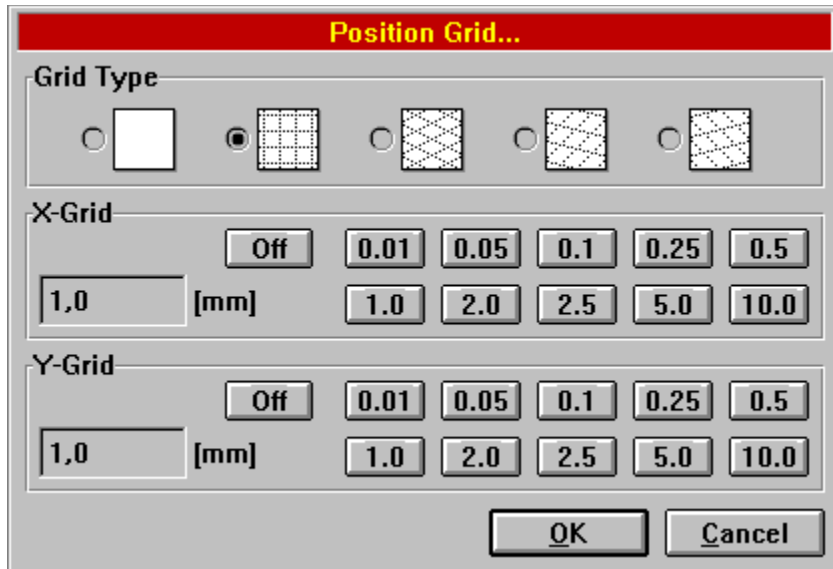 Position Grid...
Grid Type
X-Grid
Off 0.01 0.05 0.1 0.25 0.5
1,0 [mm] 1.0 2.0 2.5 5.0 10.0
Y-Grid
Off 0.01 0.05 0.1 0.25 0.5
1,0 [mm] 1.0 2.0 2.5 5.0 10.0
OK Cancel